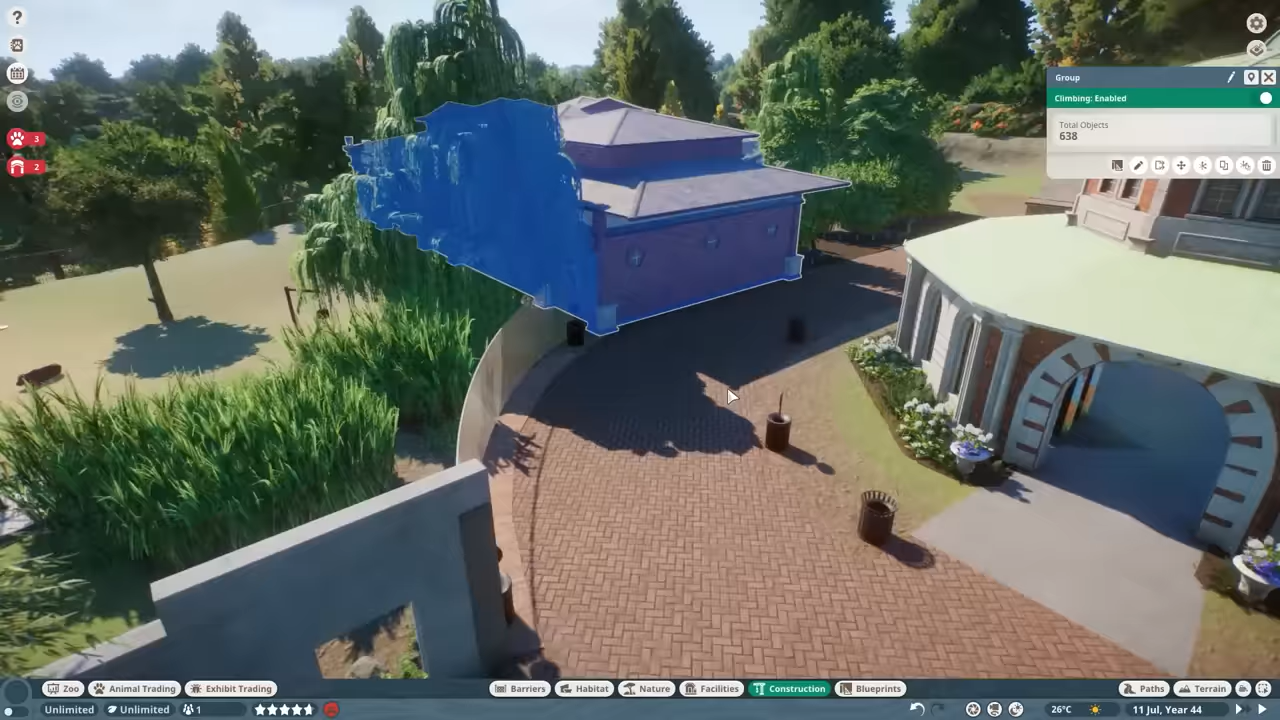 ?
3
2
Group
Climbing: Enabled
Total Objects
638
Zoo
Animal Trading
Exhibit Trading
Barriers
Habitat
Nature
Facilities
Construction
Blueprints
Paths
Terrain
Unlimited
Unlimited
1
26°C
11 Jul, Year 44